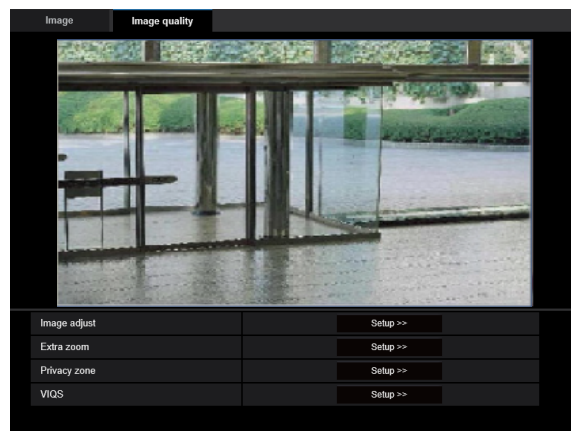 Image Image quality
Image adjust Setup >>
Extra zoom Setup >>
Privacy zone Setup >>
VIQS Setup >>